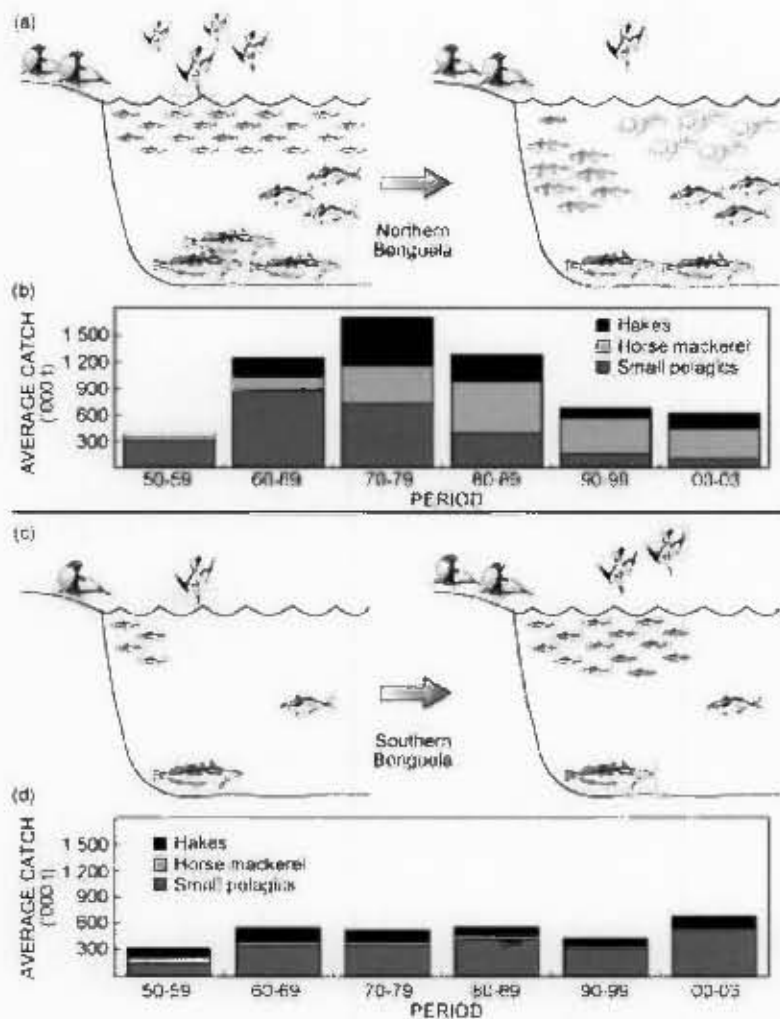 (a)
Northern
Benguela
(b)
AVERAGE CATCH
('000 t)
1 500
1 200
900
600
300
Hakes
Horse mackerel
Small pelagics
50-59
60-69
70-79
80-89
90-99
00-03
PERIOD
(c)
Southern
Benguela
(d)
AVERAGE CATCH
('000 t)
1 500
1 200
900
600
300
Hakes
Horse mackerel
Small pelagics
50-59
60-69
70-79
80-89
90-99
00-03
PERIOD